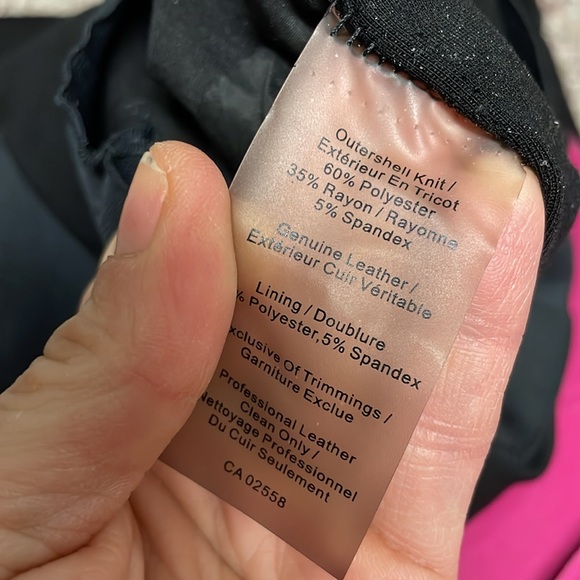 Outershell Knit /
Extérieur En Tricot
60% Polyester
35% Rayon / Rayonne
5% Spandex
Genuine Leather /
Extérieur Cuir Véritable
Lining / Doublure
% Polyester,5% Spandex
xclusive Of Trimmings /
Garniture Exclue
Professional Leather
Clean Only /
Nettoyage Professionnel
Du Cuir Seulement
CA 02558